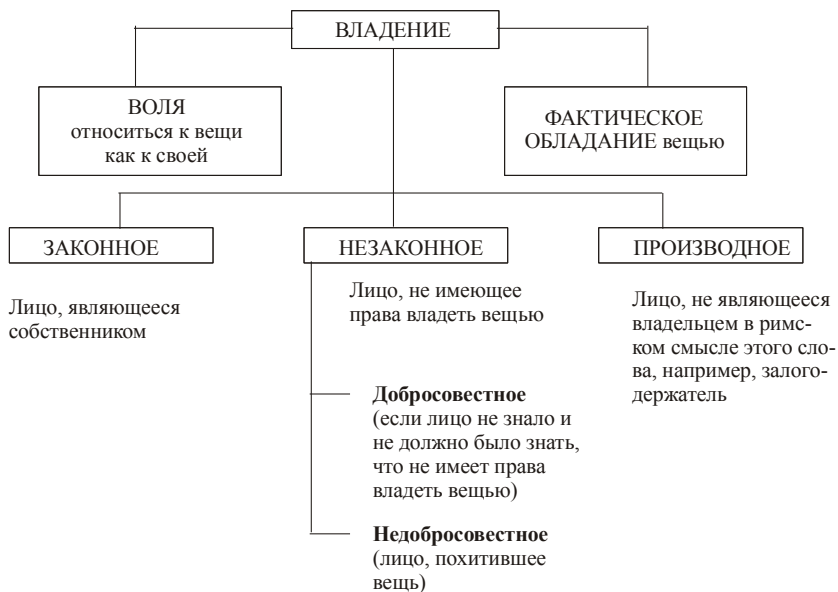 ВЛАДЕНИЕ
ВОЛЯ
относиться к вещи
как к своей
ФАКТИЧЕСКОЕ
ОБЛАДАНИЕ вещью
ЗАКОННОЕ
НЕЗАКОННОЕ
ПРОИЗВОДНОЕ
Лицо, являющееся
собственником
Лицо, не имеющее
права владеть вещью
Лицо, не являющееся
владельцем в римс-
ком смысле этого сло-
ва, например, залого-
держатель
Добросовестное
(если лицо не знало и
не должно было знать,
что не имеет права
владеть вещью)
Недобросовестное
(лицо, похитившее
вещь)